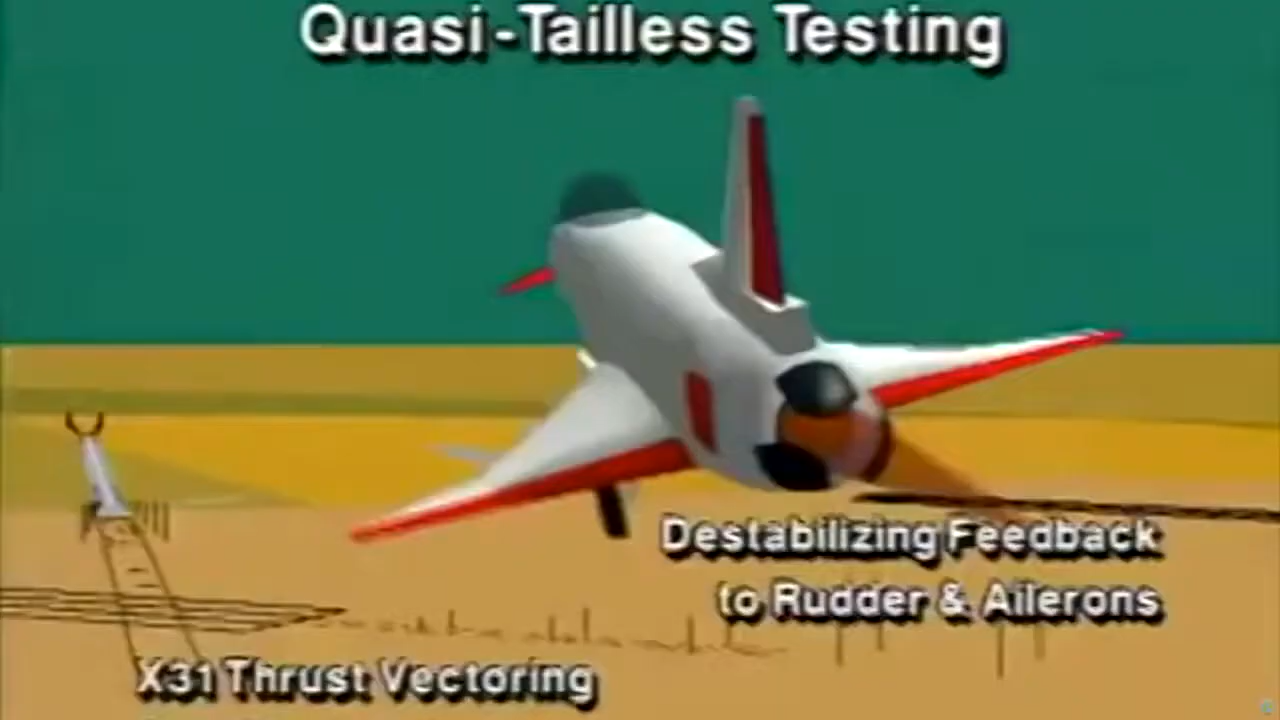 Quasi-Tailless Testing
Destabilizing Feedback
to Rudder & Ailerons
X31 Thrust Vectoring